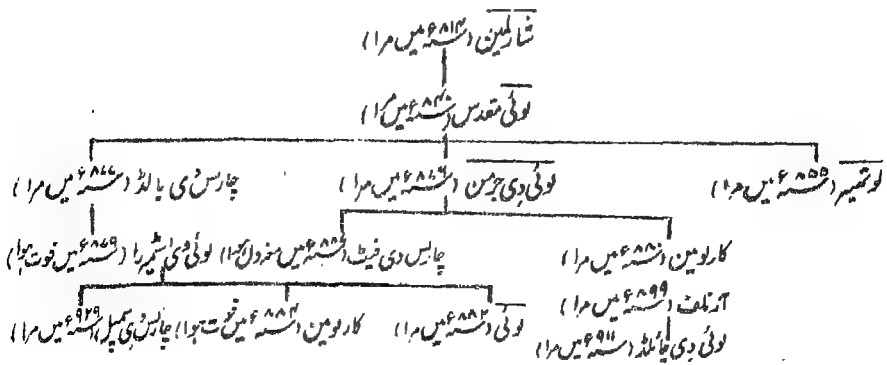 شارلمین (۸۱۴ء میں مرا)
لوئی مقدس (۸۴۰ء میں مرا)
لوتھیر (۸۵۵ء میں مرا) لوئی دی جرمن (۸۷۶ء میں مرا) چارلس دی بالڈ (۸۷۷ء میں مرا)
کارلومین (۸۸۰ء میں مرا) چارلس دی فیٹ (میں معزول ہوا) لوئی دی اسٹیمرر (۸۷۹ء میں فوت ہوا)
آرنلف (۸۹۹ء میں مرا) لوئی (۸۸۲ء میں مرا) کارلومین (۸۸۴ء میں فوت ہوا) چارلس دی سمپل (۹۲۹ء میں مرا)
لوئی دی چائلڈ (۹۱۱ء میں مرا)